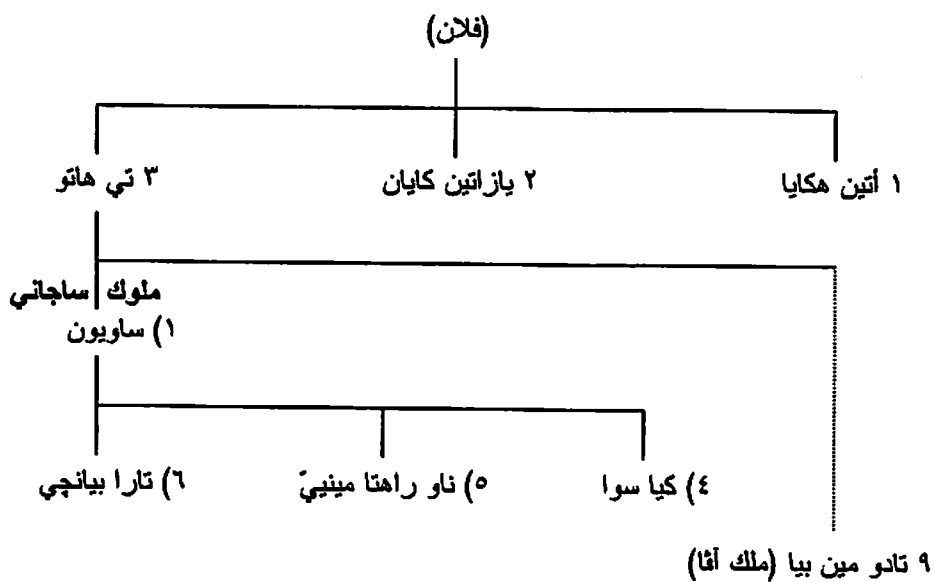 (فلان)
١ أتين هكايا
٢ يازاتين كايان
٣ تي هاتو
ملوك ساجاني
١) ساويون
٤) كيا سوا
٥) ناو راهتا مينييّ
٦) تارا بيانچي
٩ تادو مين بيا (ملك آڤا)